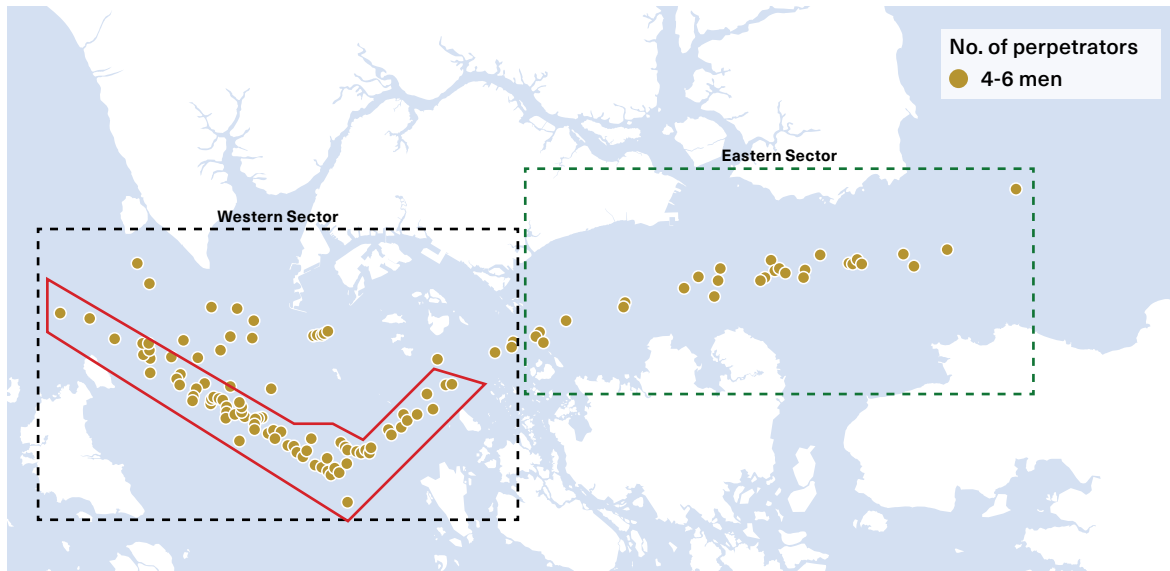 No. of perpetrators
4-6 men
Eastern Sector
Western Sector